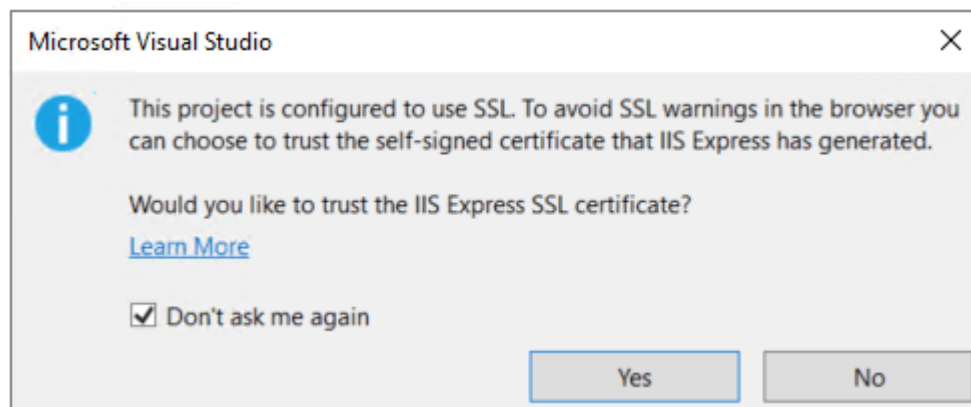 Microsoft Visual Studio
This project is configured to use SSL. To avoid SSL warnings in the browser you
can choose to trust the self-signed certificate that IIS Express has generated.
Would you like to trust the IIS Express SSL certificate?
Learn More
Don't ask me again
Yes
No